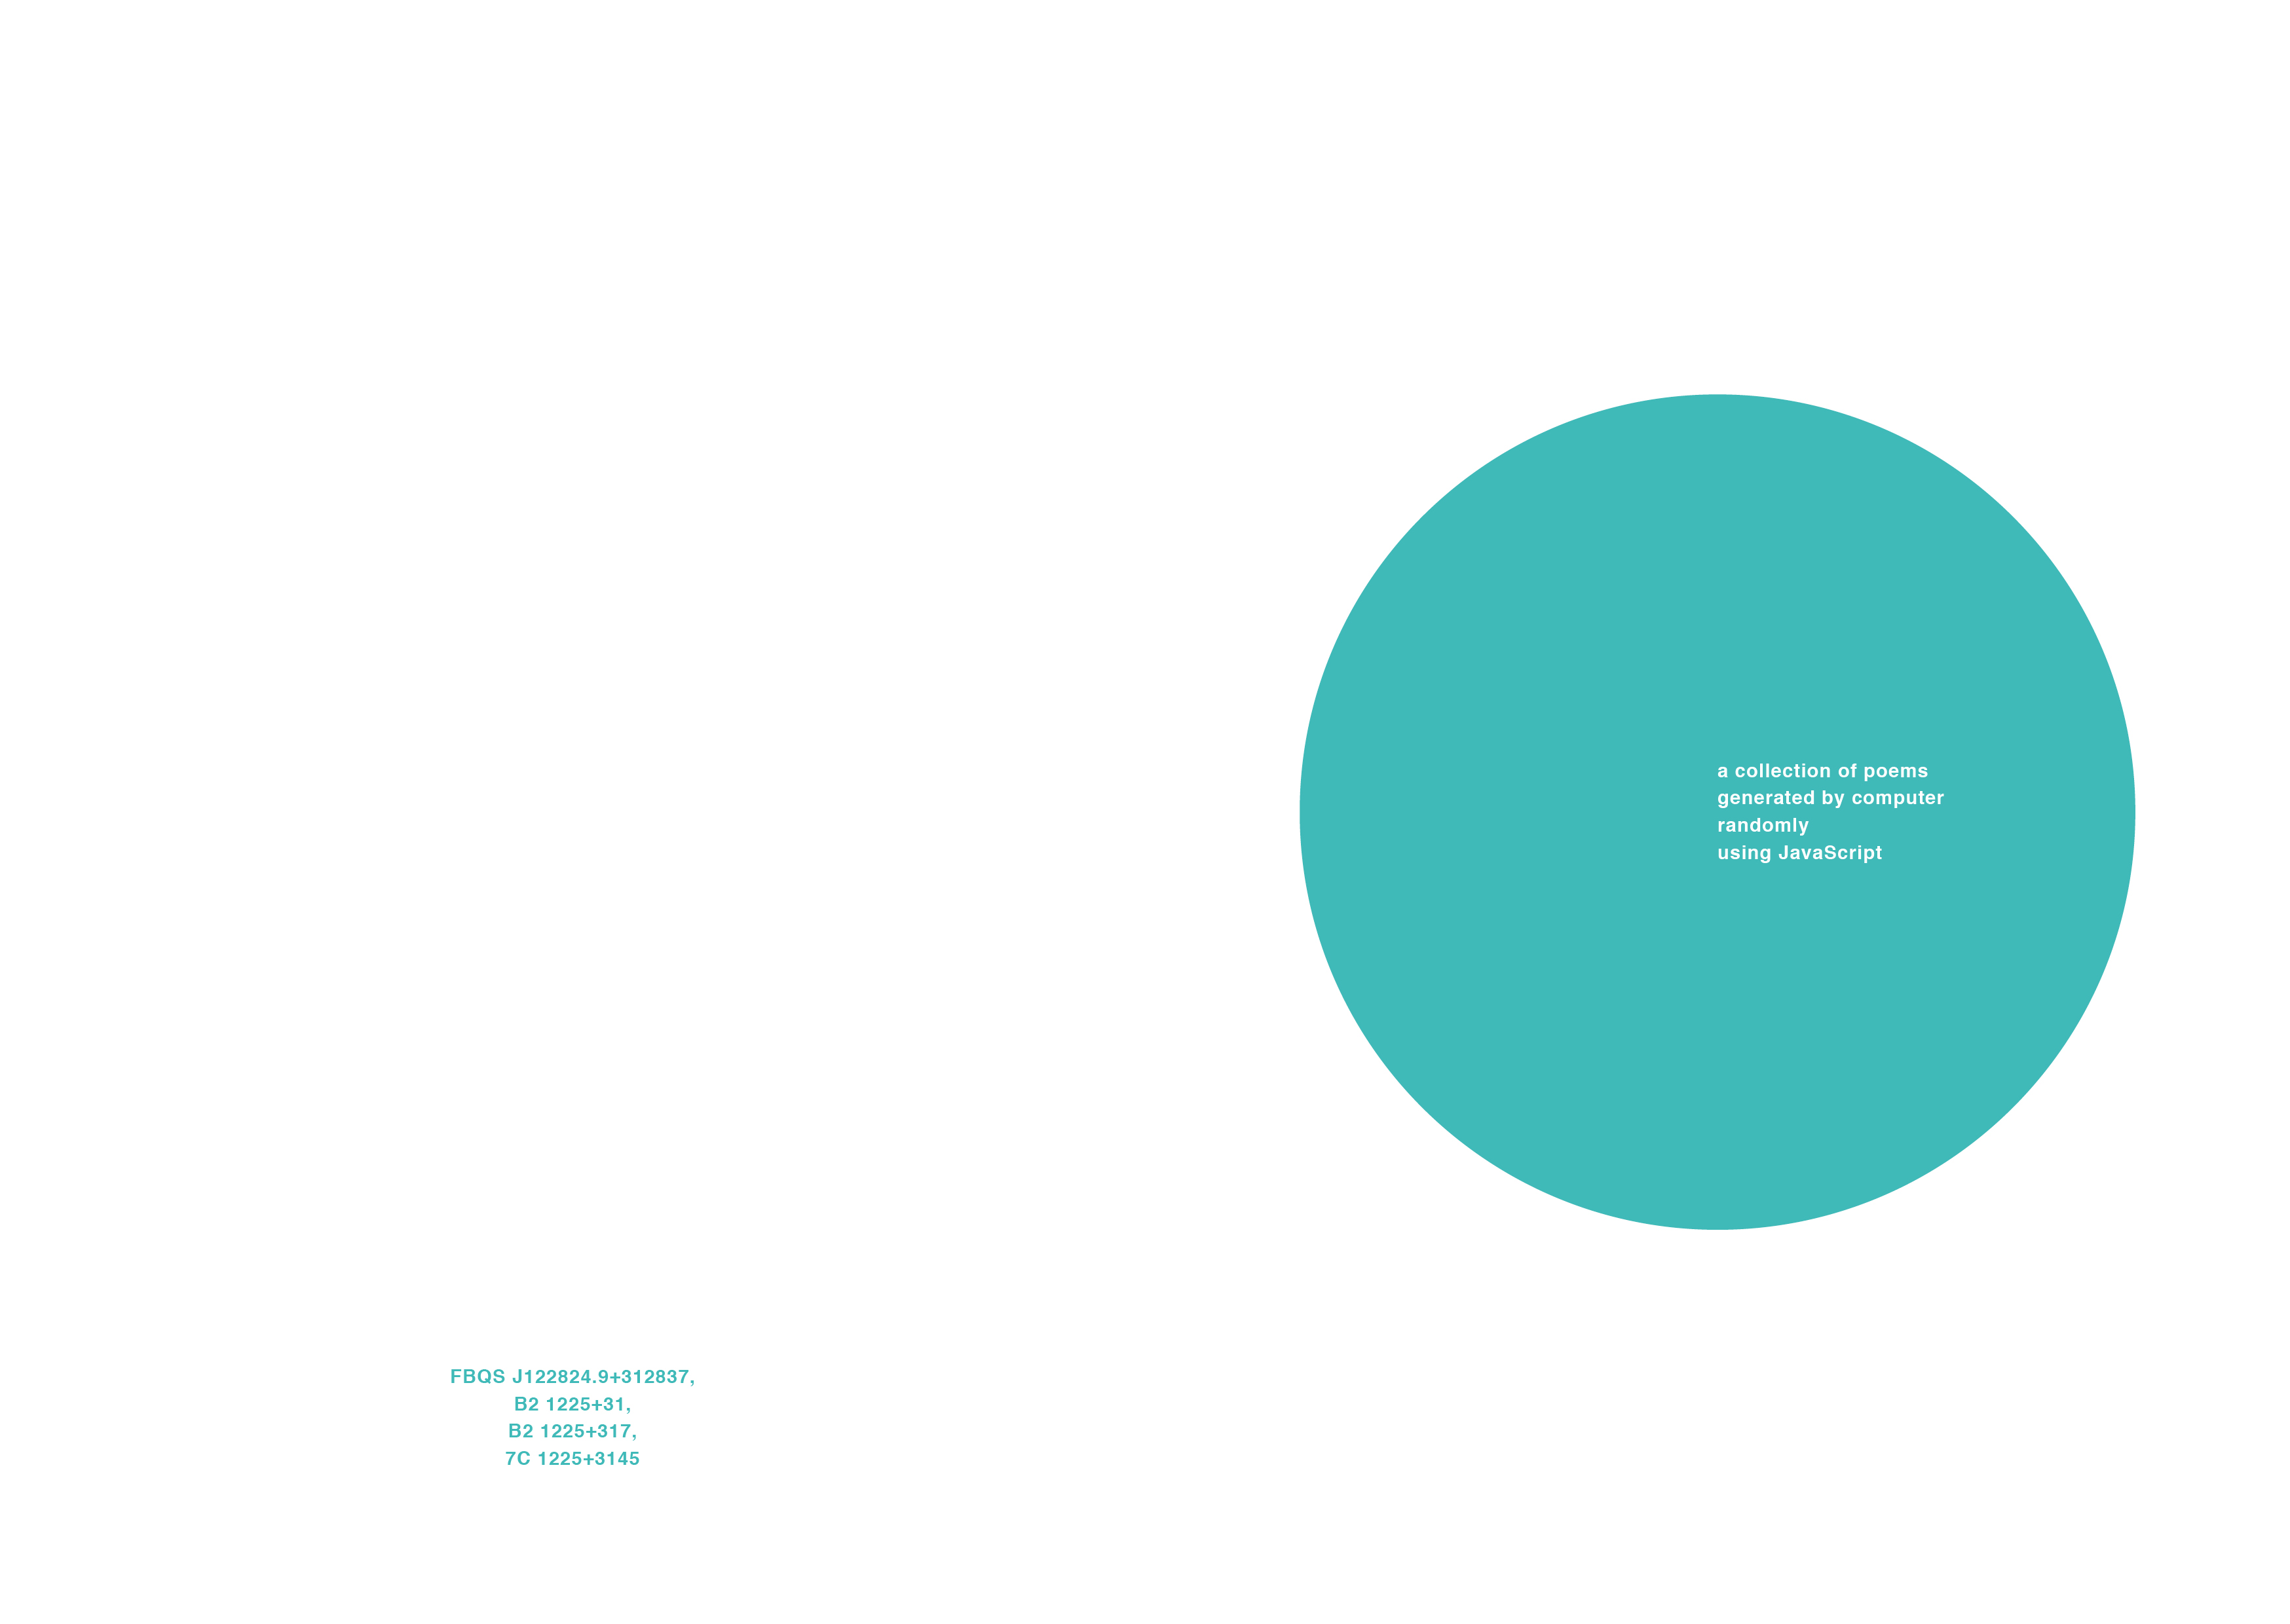 FBQS J122824.9+312837,
B2 1225+31,
B2 1225+317,
7C 1225+3145
a collection of poems
generated by computer
randomly
using JavaScript